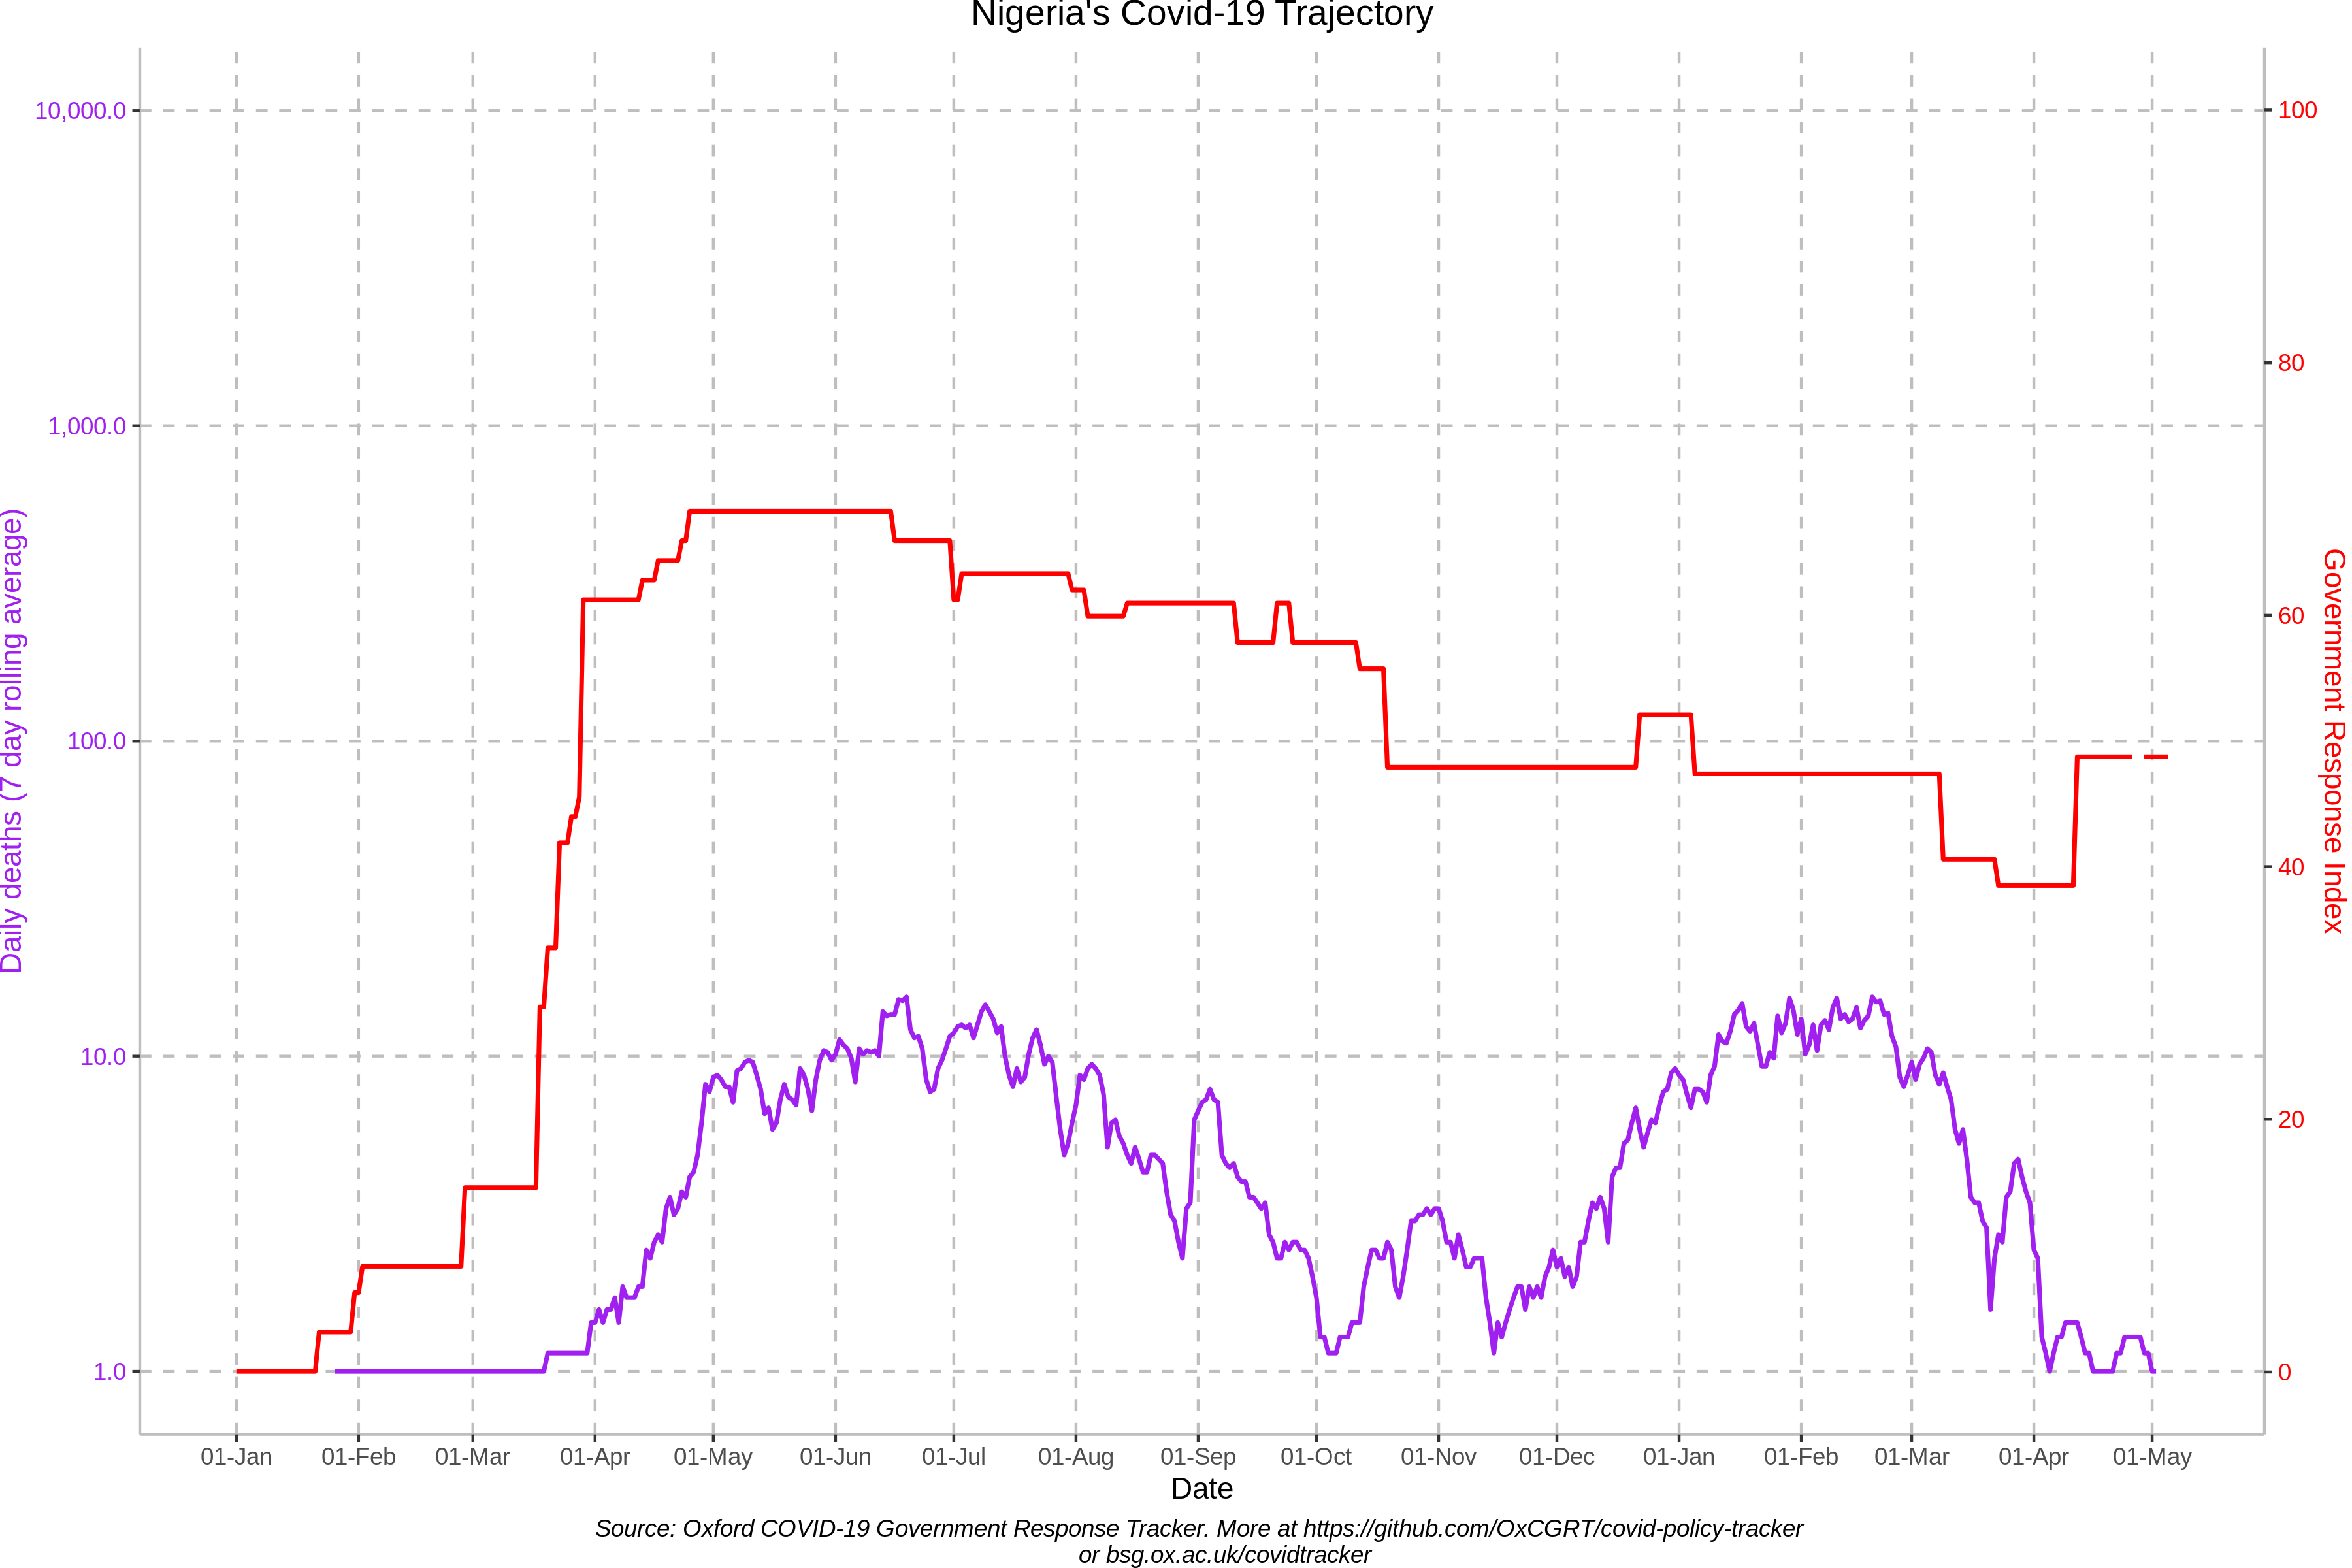 Nigeria's Covid-19 Trajectory
10,000.0
1,000.0
100.0
10.0
1.0
Daily deaths (7 day rolling average)
100
80
60
40
20
0
Government Response Index
01-Jan 01-Feb 01-Mar 01-Apr 01-May 01-Jun 01-Jul 01-Aug 01-Sep 01-Oct 01-Nov 01-Dec 01-Jan 01-Feb 01-Mar 01-Apr 01-May
Date
Source: Oxford COVID-19 Government Response Tracker. More at https://github.com/OxCGRT/covid-policy-tracker
or bsg.ox.ac.uk/covidtracker